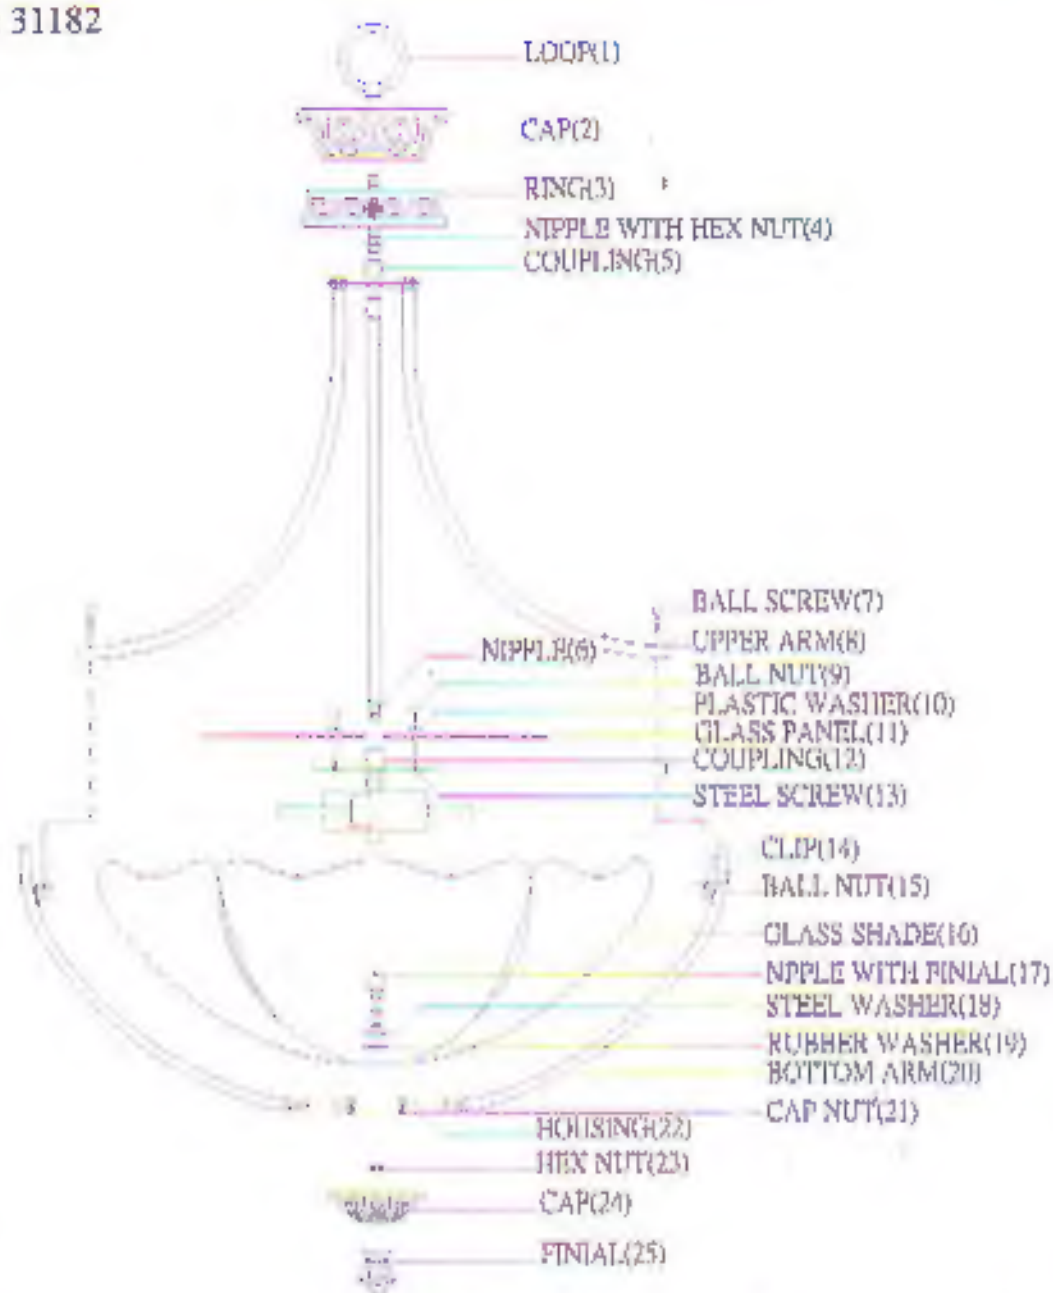 31182
LOOP(1)
CAP(2)
RING(3)
NIPPLE WITH HEX NUT(4)
COUPLING(5)
BALL SCREW(7)
NIPPLE(6)
UPPER ARM(8)
BALL NUT(9)
PLASTIC WASHER(10)
GLASS PANEL(11)
COUPLING(12)
STEEL SCREW(13)
CLIP(14)
BALL NUT(15)
GLASS SHADE(16)
NPPLE WITH FINIAL(17)
STEEL WASHER(18)
RUBBER WASHER(19)
BOTTOM ARM(20)
CAP NUT(21)
HOUSING(22)
HEX NUT(23)
CAP(24)
FINIAL(25)